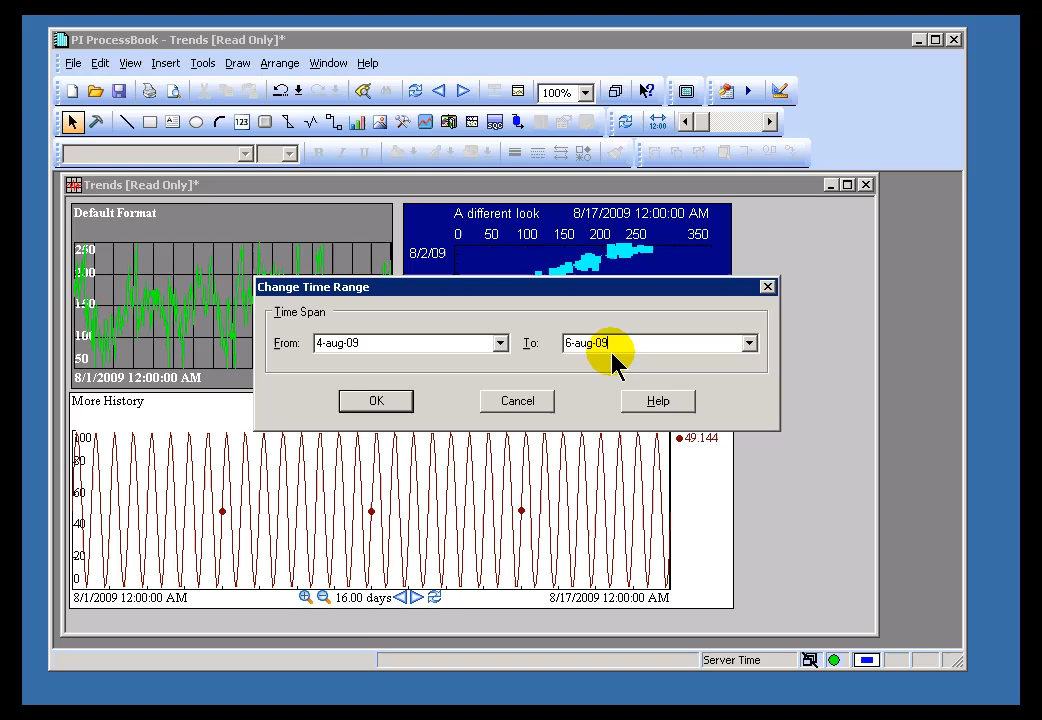 PI ProcessBook - Trends [Read Only]*
File Edit View Insert Tools Draw Arrange Window Help
100%
123
SQC
12:00
B I U
Trends [Read Only]*
Default Format
250
200
150
100
50
8/1/2009 12:00:00 AM
A different look 8/17/2009 12:00:00 AM
0 50 100 150 200 250 350
8/2/09
Change Time Range
Time Span
From: 4-aug-09 To: 6-aug-09
OK Cancel Help
More History
100
80
60
40
20
0
49.144
8/1/2009 12:00:00 AM 16.00 days 8/17/2009 12:00:00 AM
Server Time